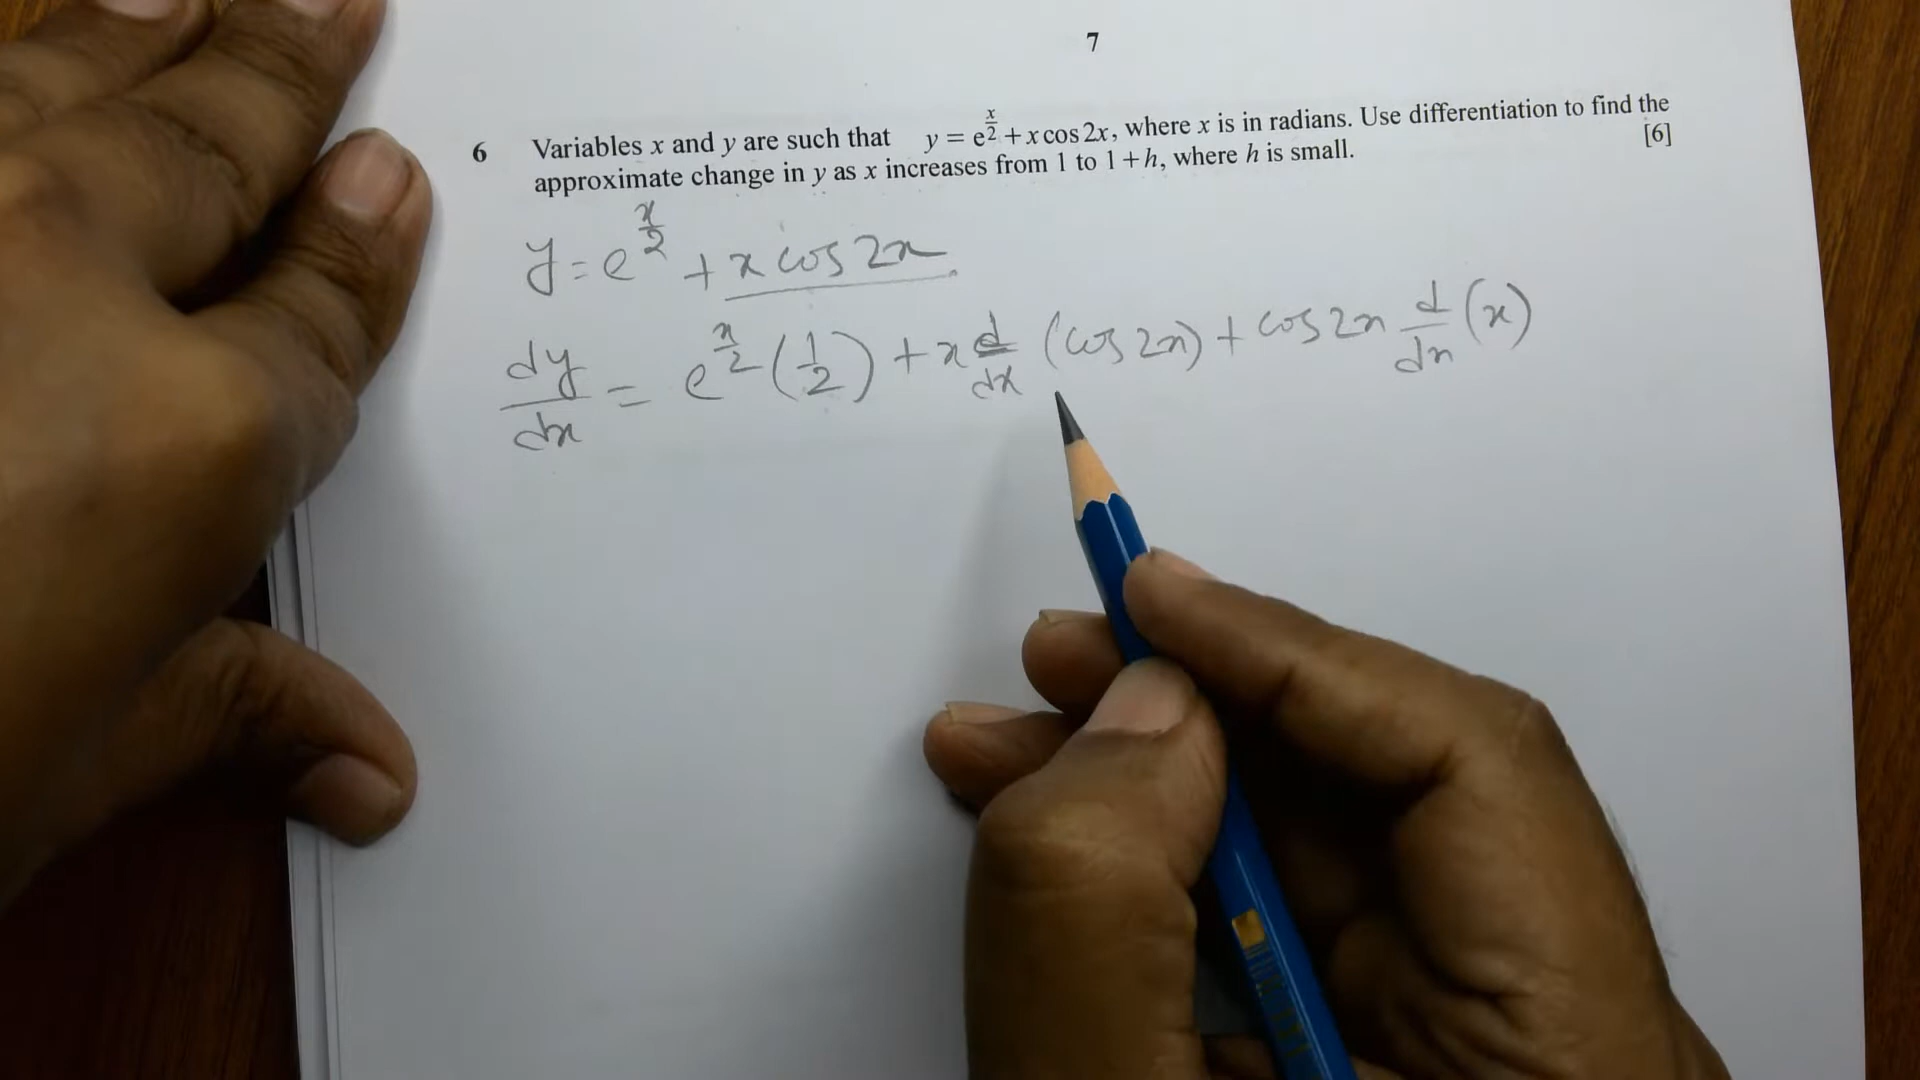 7
6 Variables x and y are such that y = e^{x/2} + x cos 2x, where x is in radians. Use differentiation to find the
approximate change in y as x increases from 1 to 1 + h, where h is small. [6]
y = e^{x/2} + x cos 2x
dy/dx = e^{x/2} (1/2) + x d/dx (cos 2x) + cos 2x d/dx (x)